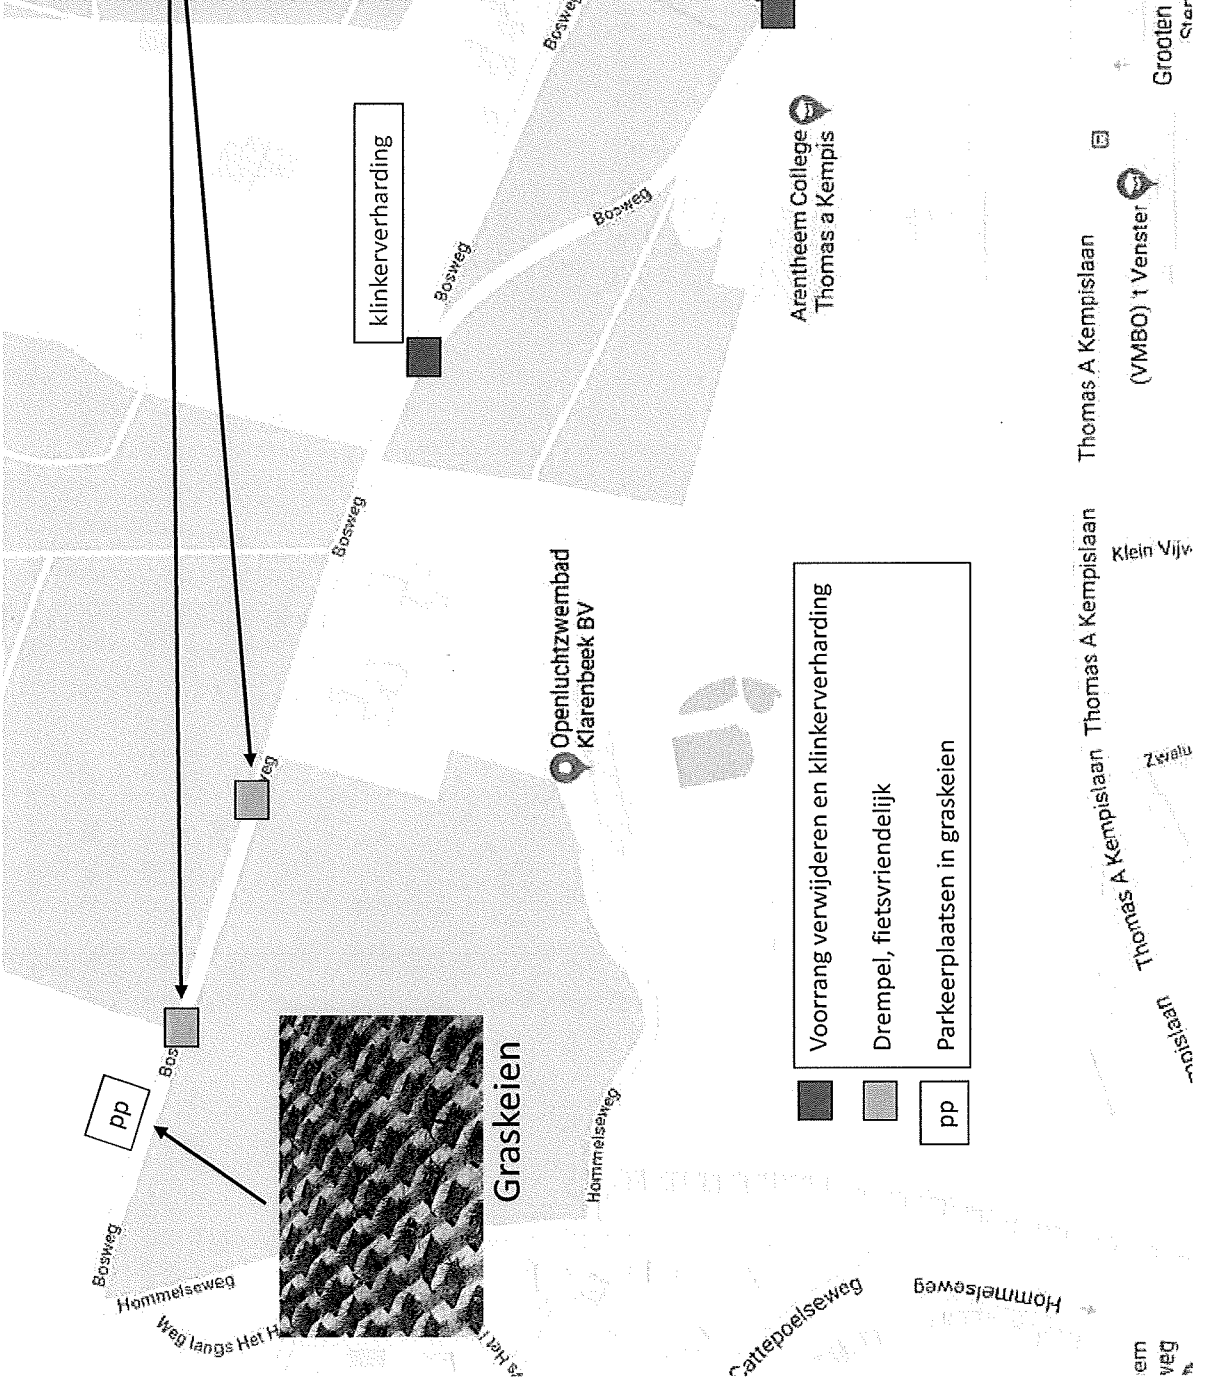 Bosweg
Hommelseweg
Weg langs Het H
pp
Bos
Graskeien
weg
Bosweg
klinkerverharding
Bosweg
Bosweg
Bosweg
Openluchtzwembad
Klarenbeek BV
Hommelseweg
Arentheem College
Thomas a Kempis
Voorrang verwijderen en klinkerverharding
Drempel, fietsvriendelijk
pp Parkeerplaatsen in graskeien
Cattepoelseweg
Hommelseweg
Thomas A Kempislaan
Thomas A Kempislaan
Thomas A Kempislaan
Thomas A Kempislaan
(VMBO) 't Venster
Klein Vijv
Zwalu
Grooten